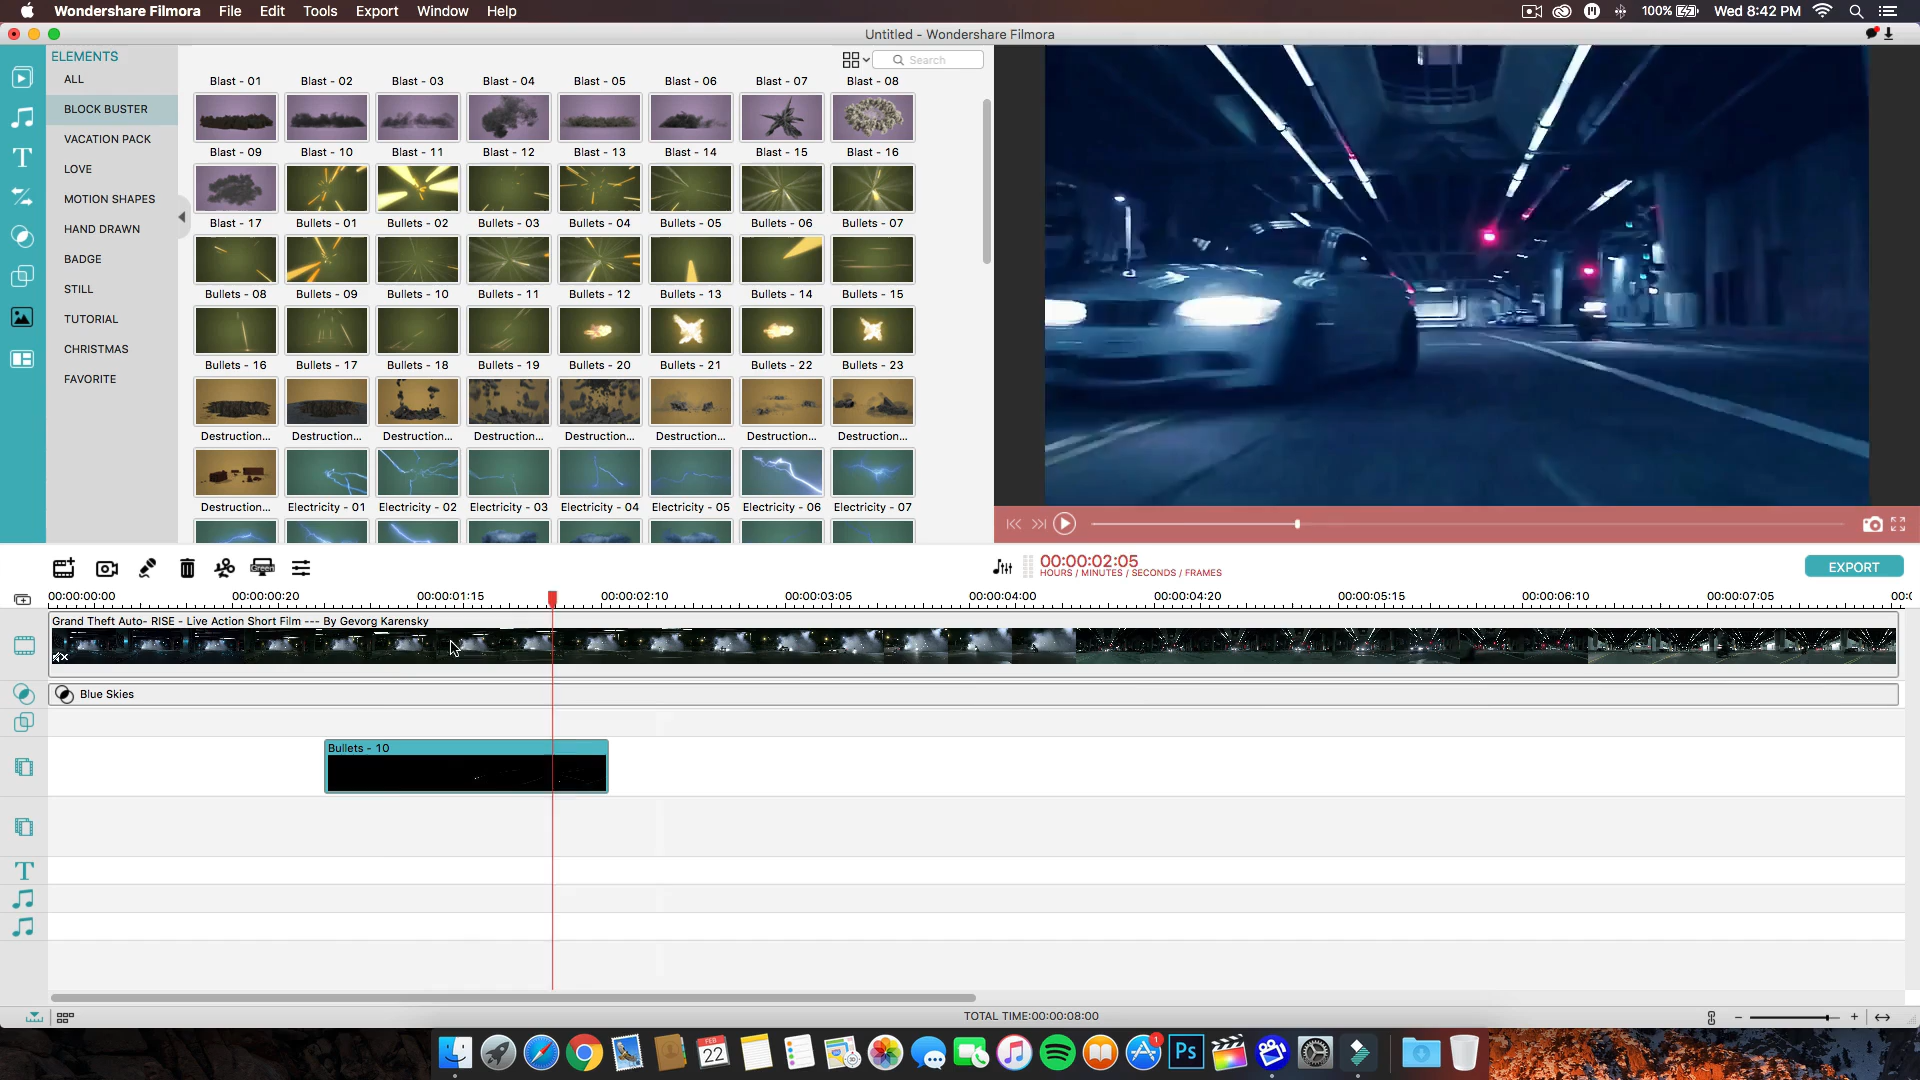 Wondershare Filmora File Edit Tools Export Window Help 100% Wed 8:42 PM
Untitled - Wondershare Filmora
ELEMENTS
ALL
BLOCK BUSTER
VACATION PACK
LOVE
MOTION SHAPES
HAND DRAWN
BADGE
STILL
TUTORIAL
CHRISTMAS
FAVORITE
Search
Blast - 01 Blast - 02 Blast - 03 Blast - 04 Blast - 05 Blast - 06 Blast - 07 Blast - 08
Blast - 09 Blast - 10 Blast - 11 Blast - 12 Blast - 13 Blast - 14 Blast - 15 Blast - 16
Blast - 17 Bullets - 01 Bullets - 02 Bullets - 03 Bullets - 04 Bullets - 05 Bullets - 06 Bullets - 07
Bullets - 08 Bullets - 09 Bullets - 10 Bullets - 11 Bullets - 12 Bullets - 13 Bullets - 14 Bullets - 15
Bullets - 16 Bullets - 17 Bullets - 18 Bullets - 19 Bullets - 20 Bullets - 21 Bullets - 22 Bullets - 23
Destruction... Destruction... Destruction... Destruction... Destruction... Destruction... Destruction... Destruction...
Destruction... Electricity - 01 Electricity - 02 Electricity - 03 Electricity - 04 Electricity - 05 Electricity - 06 Electricity - 07
Green
00:00:02:05
HOURS / MINUTES / SECONDS / FRAMES
EXPORT
00:00:00:00 00:00:00:20 00:00:01:15 00:00:02:10 00:00:03:05 00:00:04:00 00:00:04:20 00:00:05:15 00:00:06:10 00:00:07:05
Grand Theft Auto- RISE - Live Action Short Film --- By Gevorg Karensky
Blue Skies
Bullets - 10
TOTAL TIME:00:00:08:00
FEB
22
1
Ps